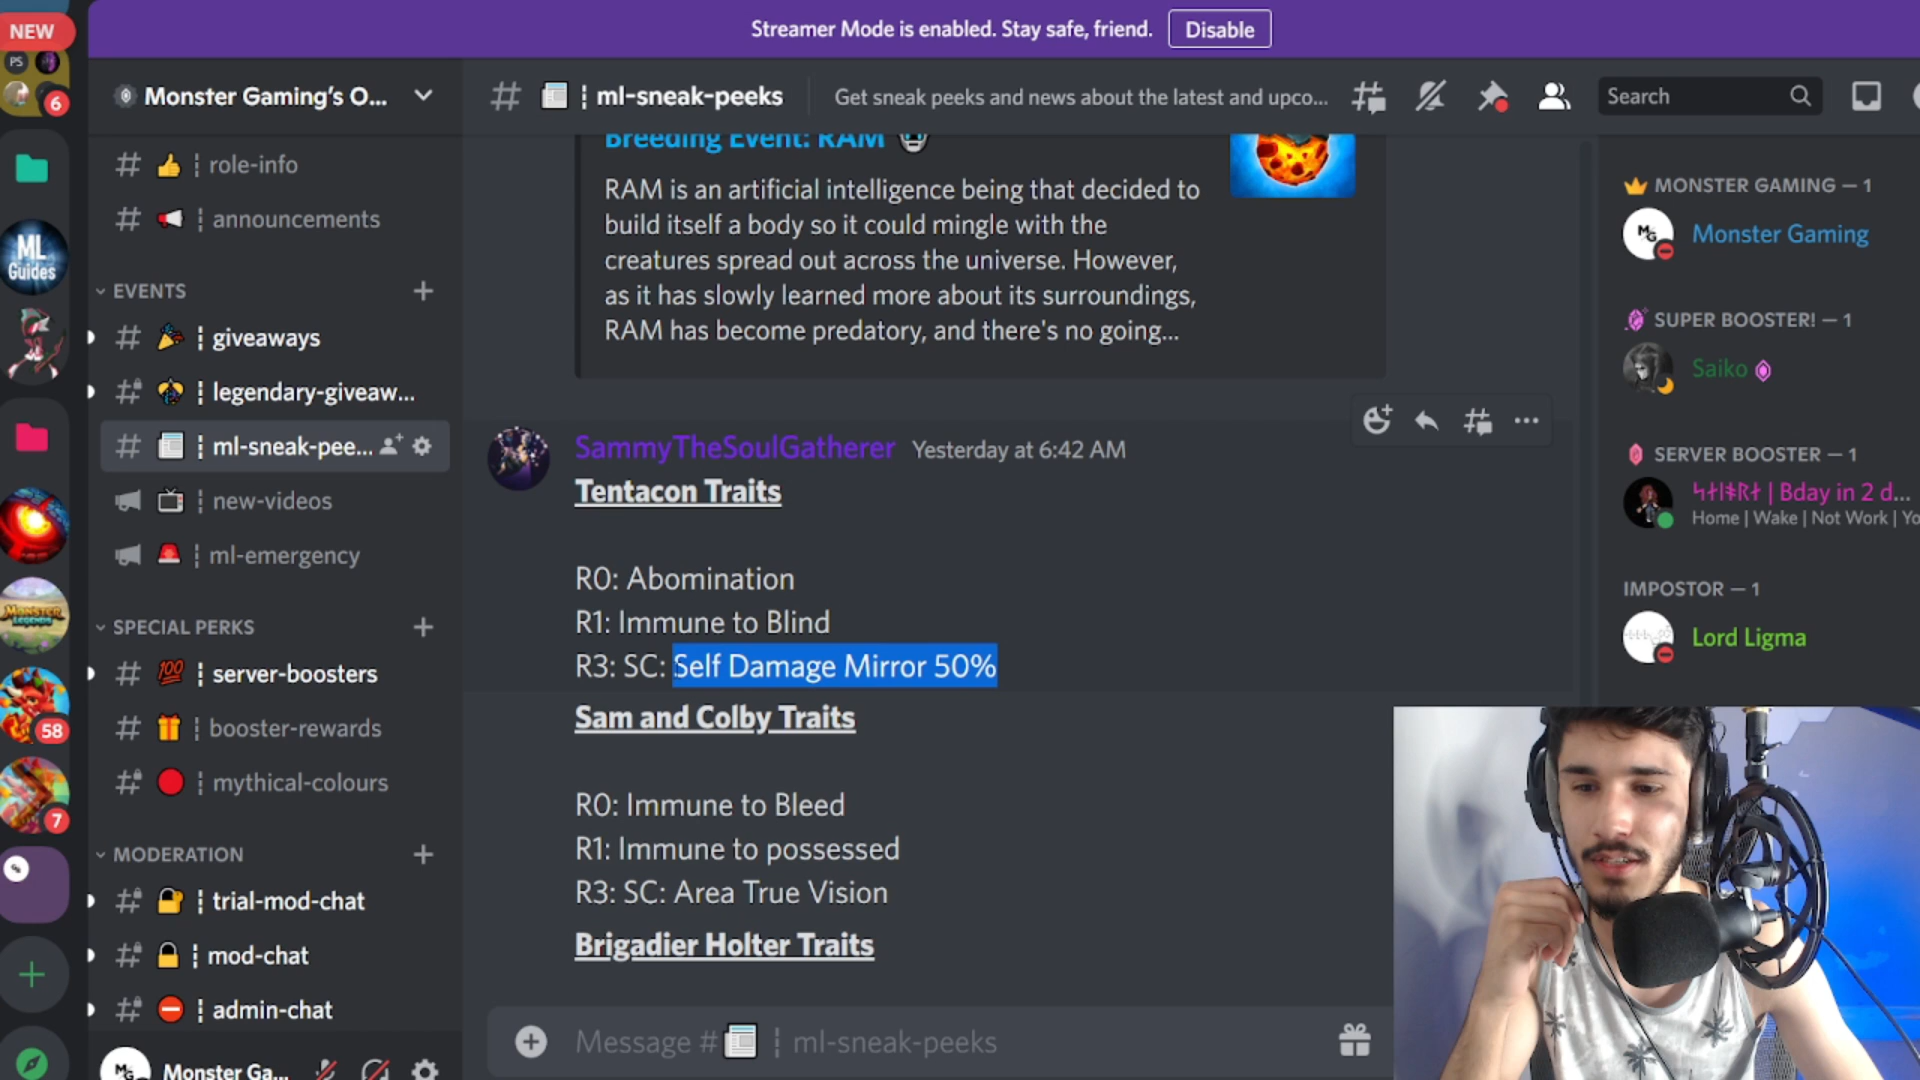 Streamer Mode is enabled. Stay safe, friend. Disable
NEW
PS
6
ML
Guides
MONSTER
LEGENDS
58
7
Monster Gaming's O...
# ¦ role-info
# ¦ announcements
EVENTS
# ¦ giveaways
# ¦ legendary-giveaw...
# ¦ ml-sneak-pee...
¦ new-videos
¦ ml-emergency
SPECIAL PERKS
# 100 ¦ server-boosters
# ¦ booster-rewards
# ¦ mythical-colours
MODERATION
# ¦ trial-mod-chat
# ¦ mod-chat
# ¦ admin-chat
MG Monster Ga...
# ¦ ml-sneak-peeks
Get sneak peeks and news about the latest and upco...
Search
Breeding Event: RAM
RAM is an artificial intelligence being that decided to
build itself a body so it could mingle with the
creatures spread out across the universe. However,
as it has slowly learned more about its surroundings,
RAM has become predatory, and there's no going...
SammyTheSoulGatherer Yesterday at 6:42 AM
Tentacon Traits
R0: Abomination
R1: Immune to Blind
R3: SC: Self Damage Mirror 50%
Sam and Colby Traits
R0: Immune to Bleed
R1: Immune to possessed
R3: SC: Area True Vision
Brigadier Holter Traits
Message # ¦ ml-sneak-peeks
MONSTER GAMING — 1
MG Monster Gaming
SUPER BOOSTER! — 1
Saiko
SERVER BOOSTER — 1
| Bday in 2 d...
Home | Wake | Not Work | Yo
IMPOSTOR — 1
Lord Ligma